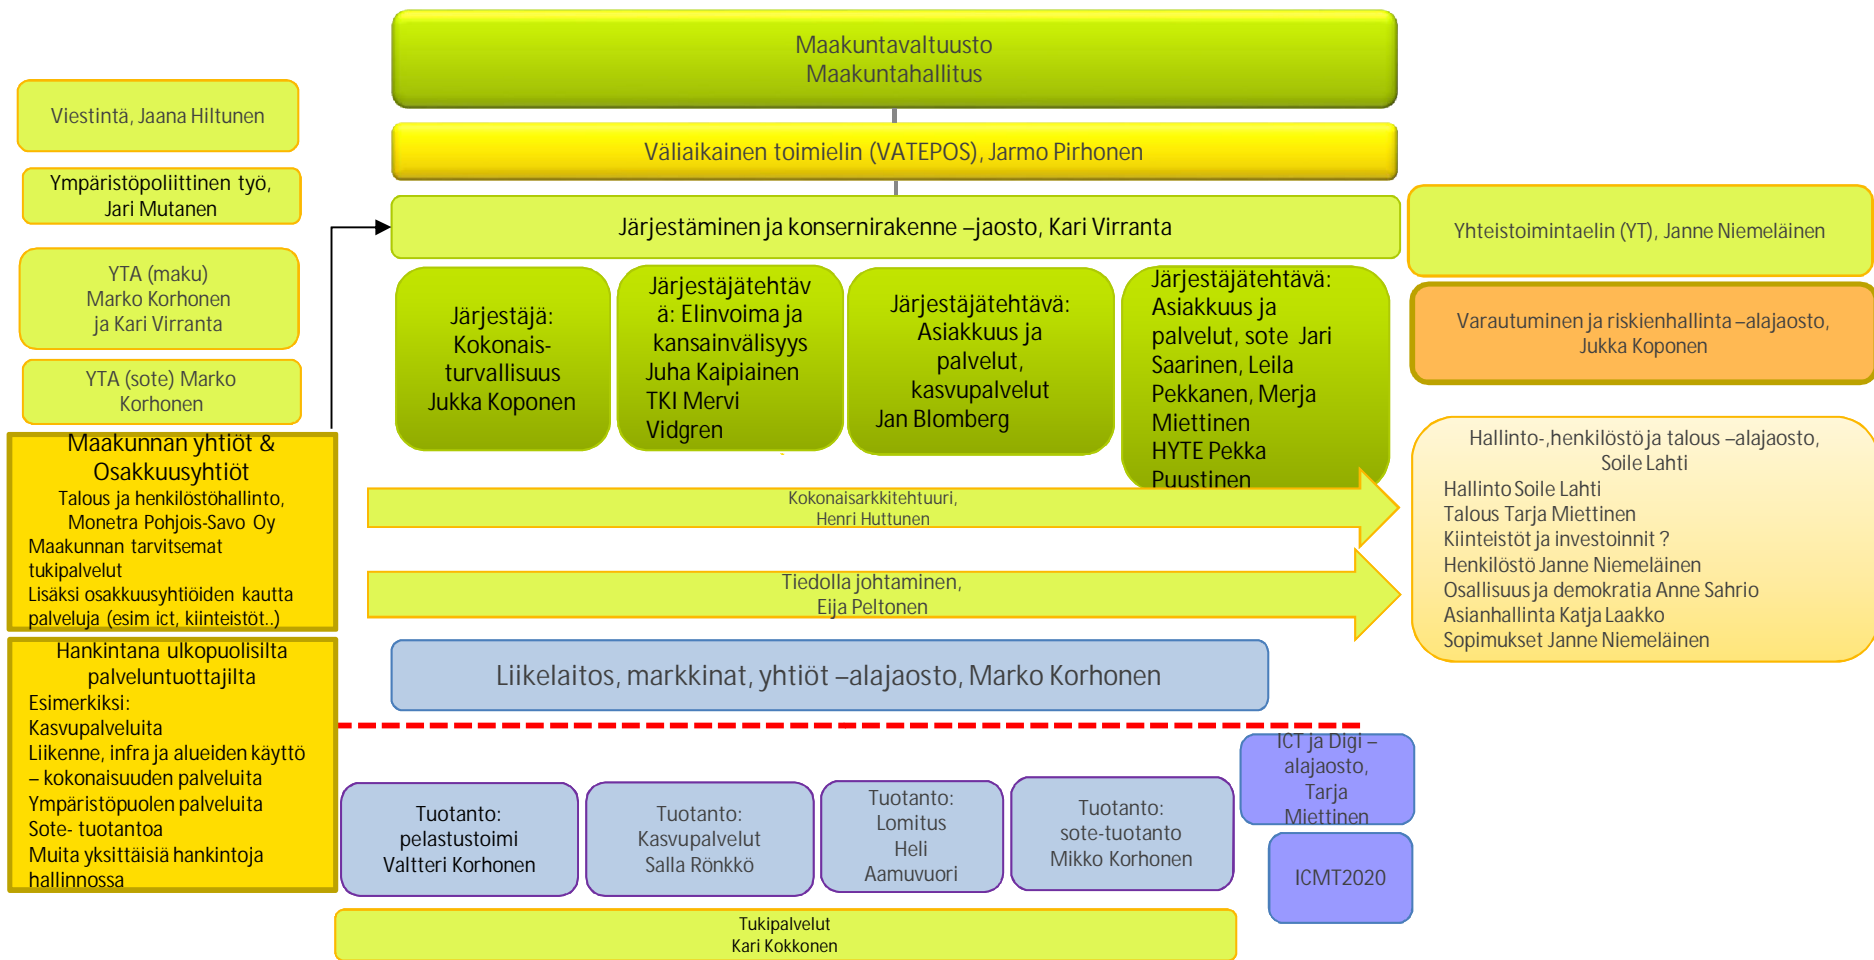 Maakuntavaltuusto
Maakuntahallitus
Viestintä, Jaana Hiltunen
Väliaikainen toimielin (VATEPOS), Jarmo Pirhonen
Ympäristöpoliittinen työ,
Jari Mutanen
Järjestäminen ja konsernirakenne –jaosto, Kari Virranta
Yhteistoimintaelin (YT), Janne Niemeläinen
YTA (maku)
Marko Korhonen
ja Kari Virranta
YTA (sote) Marko
Korhonen
Järjestäjä:
Kokonais-
turvallisuus
Jukka Koponen
Järjestäjätehtäv
ä: Elinvoima ja
kansainvälisyys
Juha Kaipiainen
TKI Mervi
Vidgren
Järjestäjätehtävä:
Asiakkuus ja
palvelut,
kasvupalvelut
Jan Blomberg
Järjestäjätehtävä:
Asiakkuus ja
palvelut, sote Jari
Saarinen, Leila
Pekkanen, Merja
Miettinen
HYTE Pekka
Puustinen
Varautuminen ja riskienhallinta –alajaosto,
Jukka Koponen
Maakunnan yhtiöt &
Osakkuusyhtiöt
Talous ja henkilöstöhallinto,
Monetra Pohjois-Savo Oy
Maakunnan tarvitsemat
tukipalvelut
Lisäksi osakkuusyhtiöiden kautta
palveluja (esim ict, kiinteistöt..)
Kokonaisarkkitehtuuri,
Henri Huttunen
Tiedolla johtaminen,
Eija Peltonen
Hallinto-,henkilöstö ja talous –alajaosto,
Soile Lahti
Hallinto Soile Lahti
Talous Tarja Miettinen
Kiinteistöt ja investoinnit ?
Henkilöstö Janne Niemeläinen
Osallisuus ja demokratia Anne Sahrio
Asianhallinta Katja Laakko
Sopimukset Janne Niemeläinen
Hankintana ulkopuolisilta
palveluntuottajilta
Esimerkiksi:
Kasvupalveluita
Liikenne, infra ja alueiden käyttö
– kokonaisuuden palveluita
Ympäristöpuolen palveluita
Sote- tuotantoa
Muita yksittäisiä hankintoja
hallinnossa
Liikelaitos, markkinat, yhtiöt –alajaosto, Marko Korhonen
Tuotanto:
pelastustoimi
Valtteri Korhonen
Tuotanto:
Kasvupalvelut
Salla Rönkkö
Tuotanto:
Lomitus
Heli
Aamuvuori
Tuotanto:
sote-tuotanto
Mikko Korhonen
ICT ja Digi –
alajaosto,
Tarja
Miettinen
ICMT2020
Tukipalvelut
Kari Kokkonen